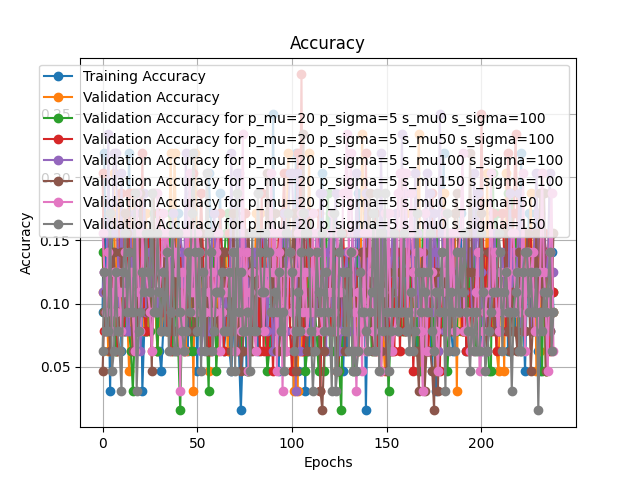 Accuracy
Training Accuracy
Validation Accuracy
Validation Accuracy for p_mu=20 p_sigma=5 s_mu0 s_sigma=100
Validation Accuracy for p_mu=20 p_sigma=5 s_mu50 s_sigma=100
Validation Accuracy for p_mu=20 p_sigma=5 s_mu100 s_sigma=100
Validation Accuracy for p_mu=20 p_sigma=5 s_mu150 s_sigma=100
Validation Accuracy for p_mu=20 p_sigma=5 s_mu0 s_sigma=50
Validation Accuracy for p_mu=20 p_sigma=5 s_mu0 s_sigma=150
0.25
0.20
0.15
0.10
0.05
Accuracy
0 50 100 150 200
Epochs